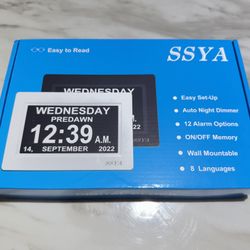 Easy to Read
SSYA
WEDNESDAY
WEDNESDAY
PREDAWN
12:39 A.M.
14, SEPTEMBER 2022
SSYA
Easy Set-Up
Auto Night Dimmer
12 Alarm Options
ON/OFF Memory
Wall Mountable
8 Languages